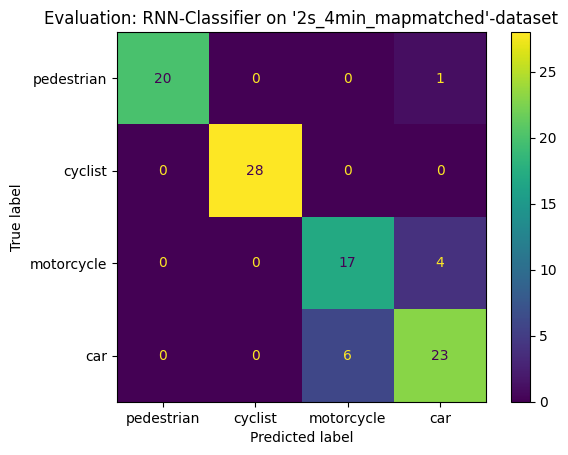 Evaluation: RNN-Classifier on '2s_4min_mapmatched'-dataset
pedestrian 20 0 0 1
cyclist 0 28 0 0
motorcycle 0 0 17 4
car 0 0 6 23
pedestrian cyclist motorcycle car
Predicted label
True label
25
20
15
10
5
0